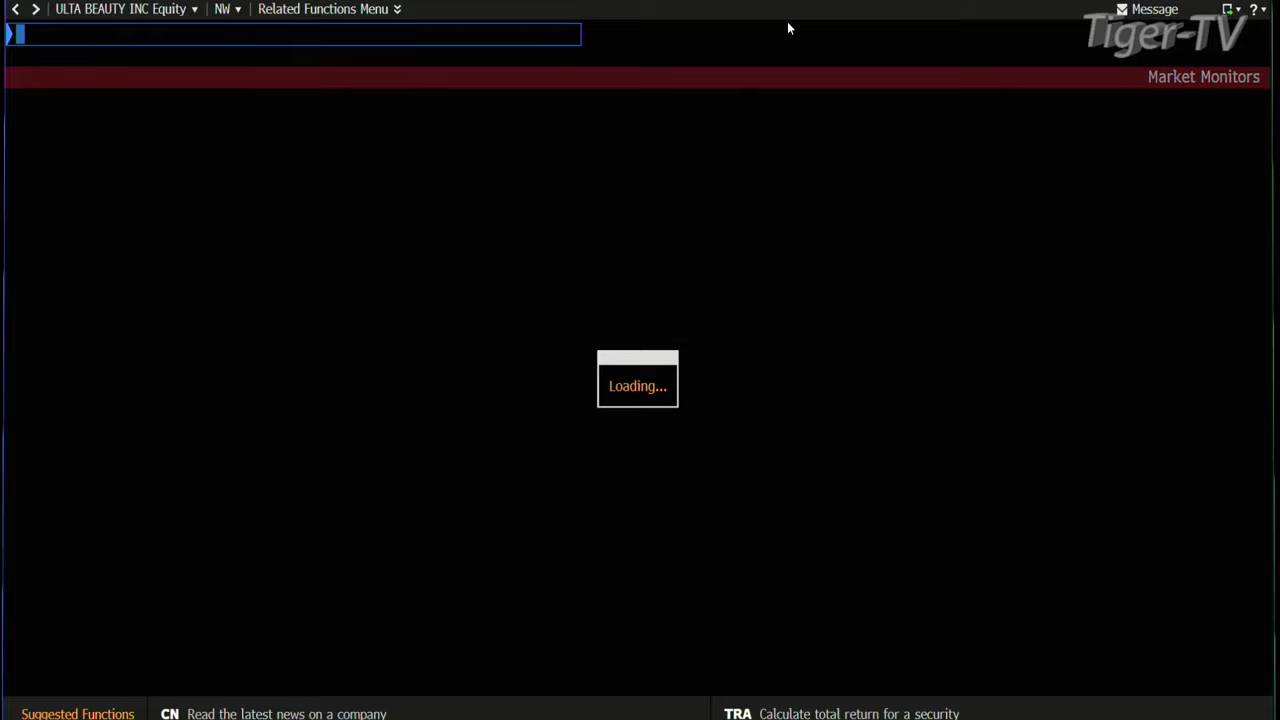 ULTA BEAUTY INC Equity NW Related Functions Menu Message ?
Tiger-TV
Market Monitors
Loading...
Suggested Functions CN Read the latest news on a company TRA Calculate total return for a security